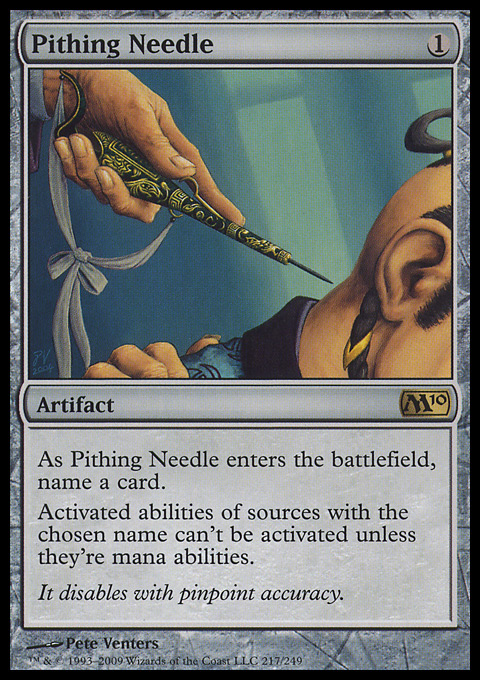 Pithing Needle 1
PV
2004
Artifact M10
As Pithing Needle enters the battlefield,
name a card.
Activated abilities of sources with the
chosen name can't be activated unless
they're mana abilities.
It disables with pinpoint accuracy.
Pete Venters
™ & © 1993–2009 Wizards of the Coast LLC 217/249